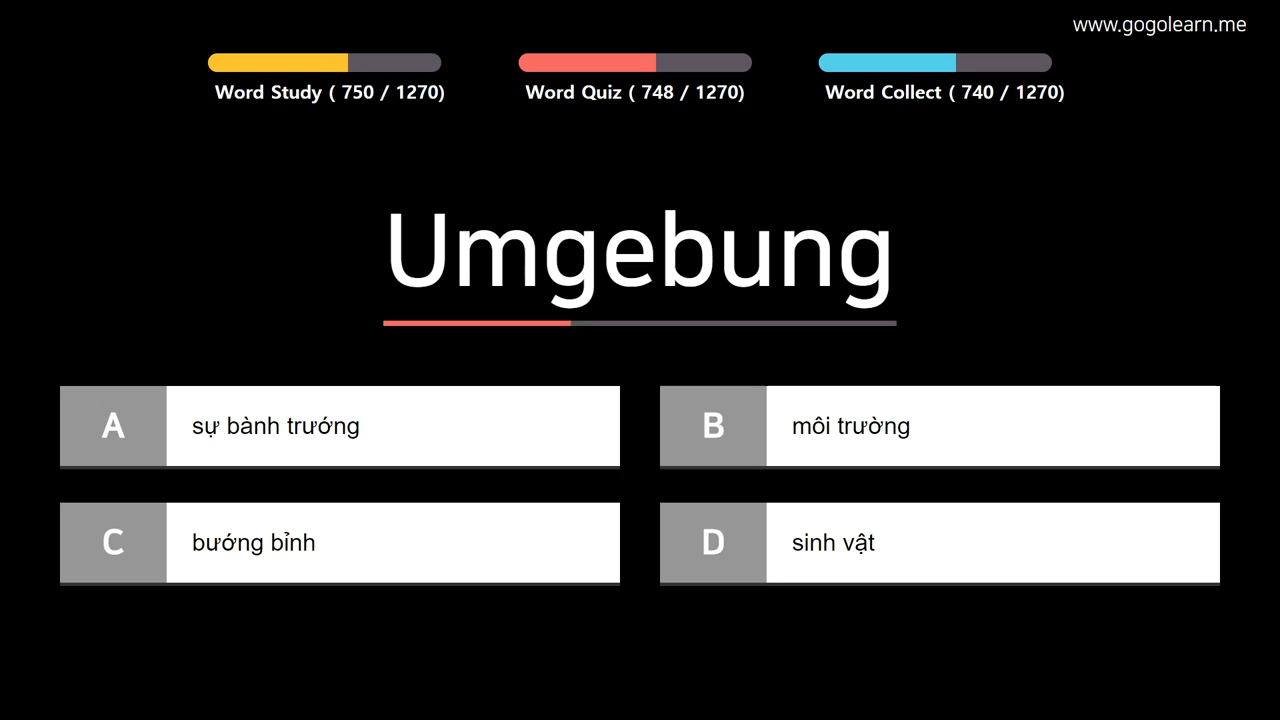 www.gogolearn.me
Word Study ( 750 / 1270)
Word Quiz ( 748 / 1270)
Word Collect ( 740 / 1270)
Umgebung
A
sự bành trướng
B
môi trường
C
bướng bỉnh
D
sinh vật